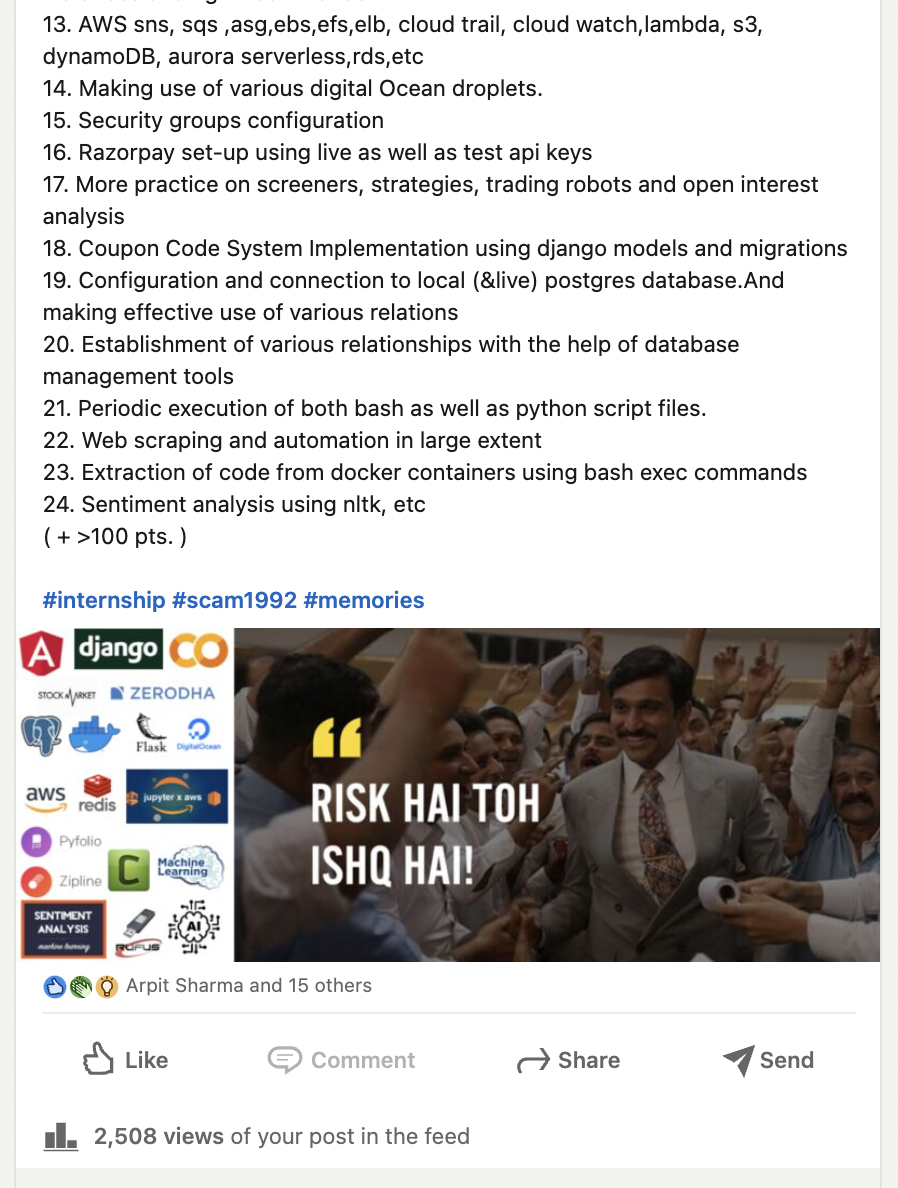 13. AWS sns, sqs ,asg,ebs,efs,elb, cloud trail, cloud watch,lambda, s3,
dynamoDB, aurora serverless,rds,etc
14. Making use of various digital Ocean droplets.
15. Security groups configuration
16. Razorpay set-up using live as well as test api keys
17. More practice on screeners, strategies, trading robots and open interest
analysis
18. Coupon Code System Implementation using django models and migrations
19. Configuration and connection to local (&live) postgres database.And
making effective use of various relations
20. Establishment of various relationships with the help of database
management tools
21. Periodic execution of both bash as well as python script files.
22. Web scraping and automation in large extent
23. Extraction of code from docker containers using bash exec commands
24. Sentiment analysis using nltk, etc
( + >100 pts. )
#internship #scam1992 #memories
A django CO
STOCK MARKET ZERODHA
Flask DigitalOcean
aws redis jupyter x aws
Pyfolio
Zipline C Machine
Learning
SENTIMENT
ANALYSIS
machine learning
RUFUS
AI
“
RISK HAI TOH
ISHQ HAI!
Arpit Sharma and 15 others
Like Comment Share Send
2,508 views of your post in the feed